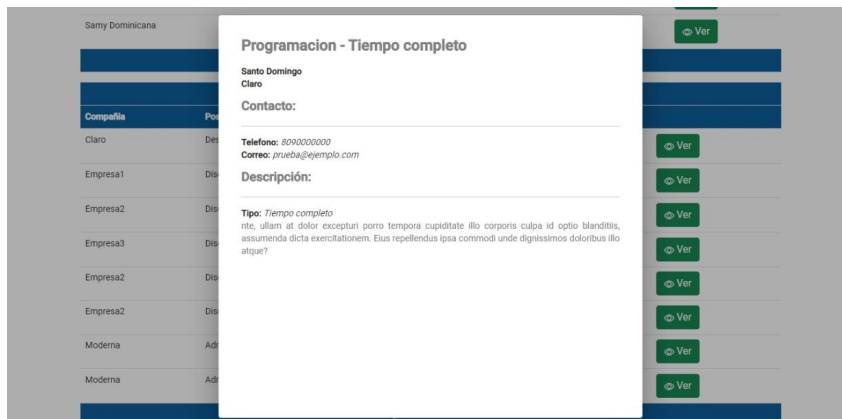 Samy Dominicana
Ver
Programacion - Tiempo completo
Santo Domingo
Claro
Contacto:
Telefono: 8090000000
Correo: prueba@ejemplo.com
Descripción:
Tipo: Tiempo completo
nte, ullam at dolor excepturi porro tempora cupiditate illo corporis culpa id optio blanditiis,
assumenda dicta exercitationem. Eius repellendus ipsa commodi unde dignissimos doloribus illo
atque?
Compañia
Claro Des Ver
Empresa1 Ver
Empresa2 Ver
Empresa3 Ver
Empresa2 Ver
Empresa2 Ver
Moderna Ver
Moderna Ver